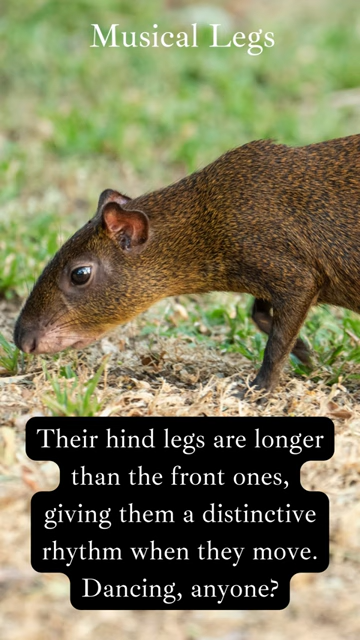 Musical Legs
Their hind legs are longer
than the front ones,
giving them a distinctive
rhythm when they move.
Dancing, anyone?